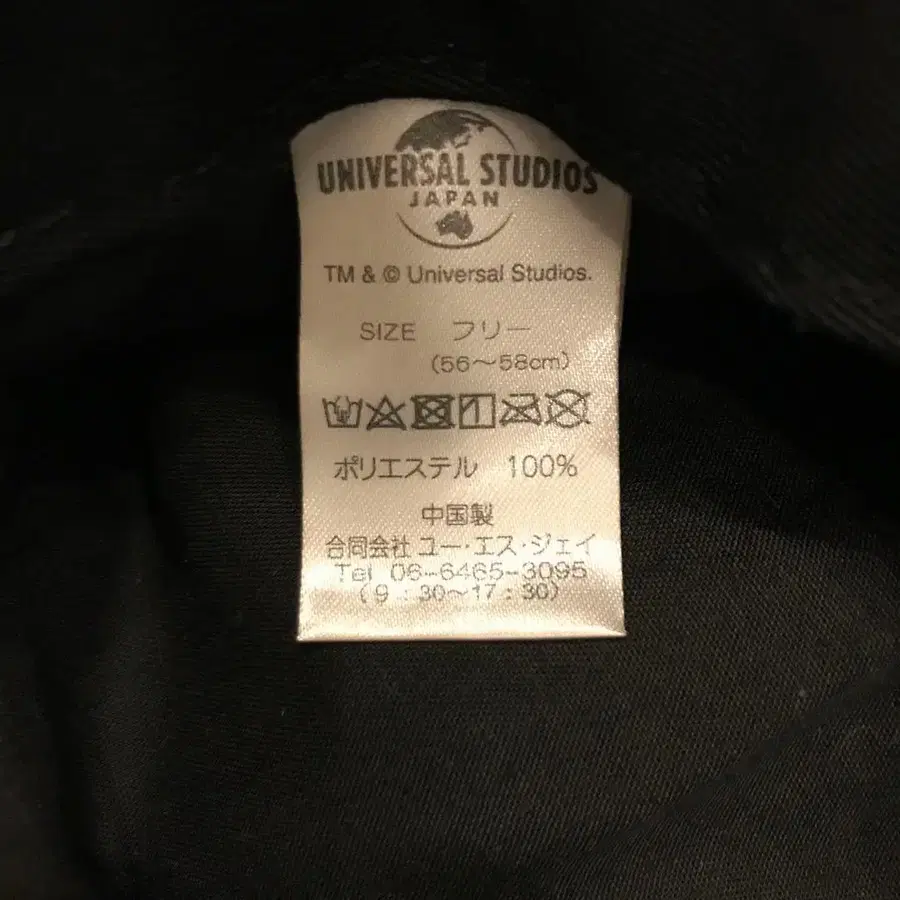 UNIVERSAL STUDIOS
JAPAN
TM & © Universal Studios.
SIZE フリー
(56～58cm)
ポリエステル 100%
中国製
合同会社 ユー・エス・ジェイ
Tel 06-6465-3095
(9:30～17:30)